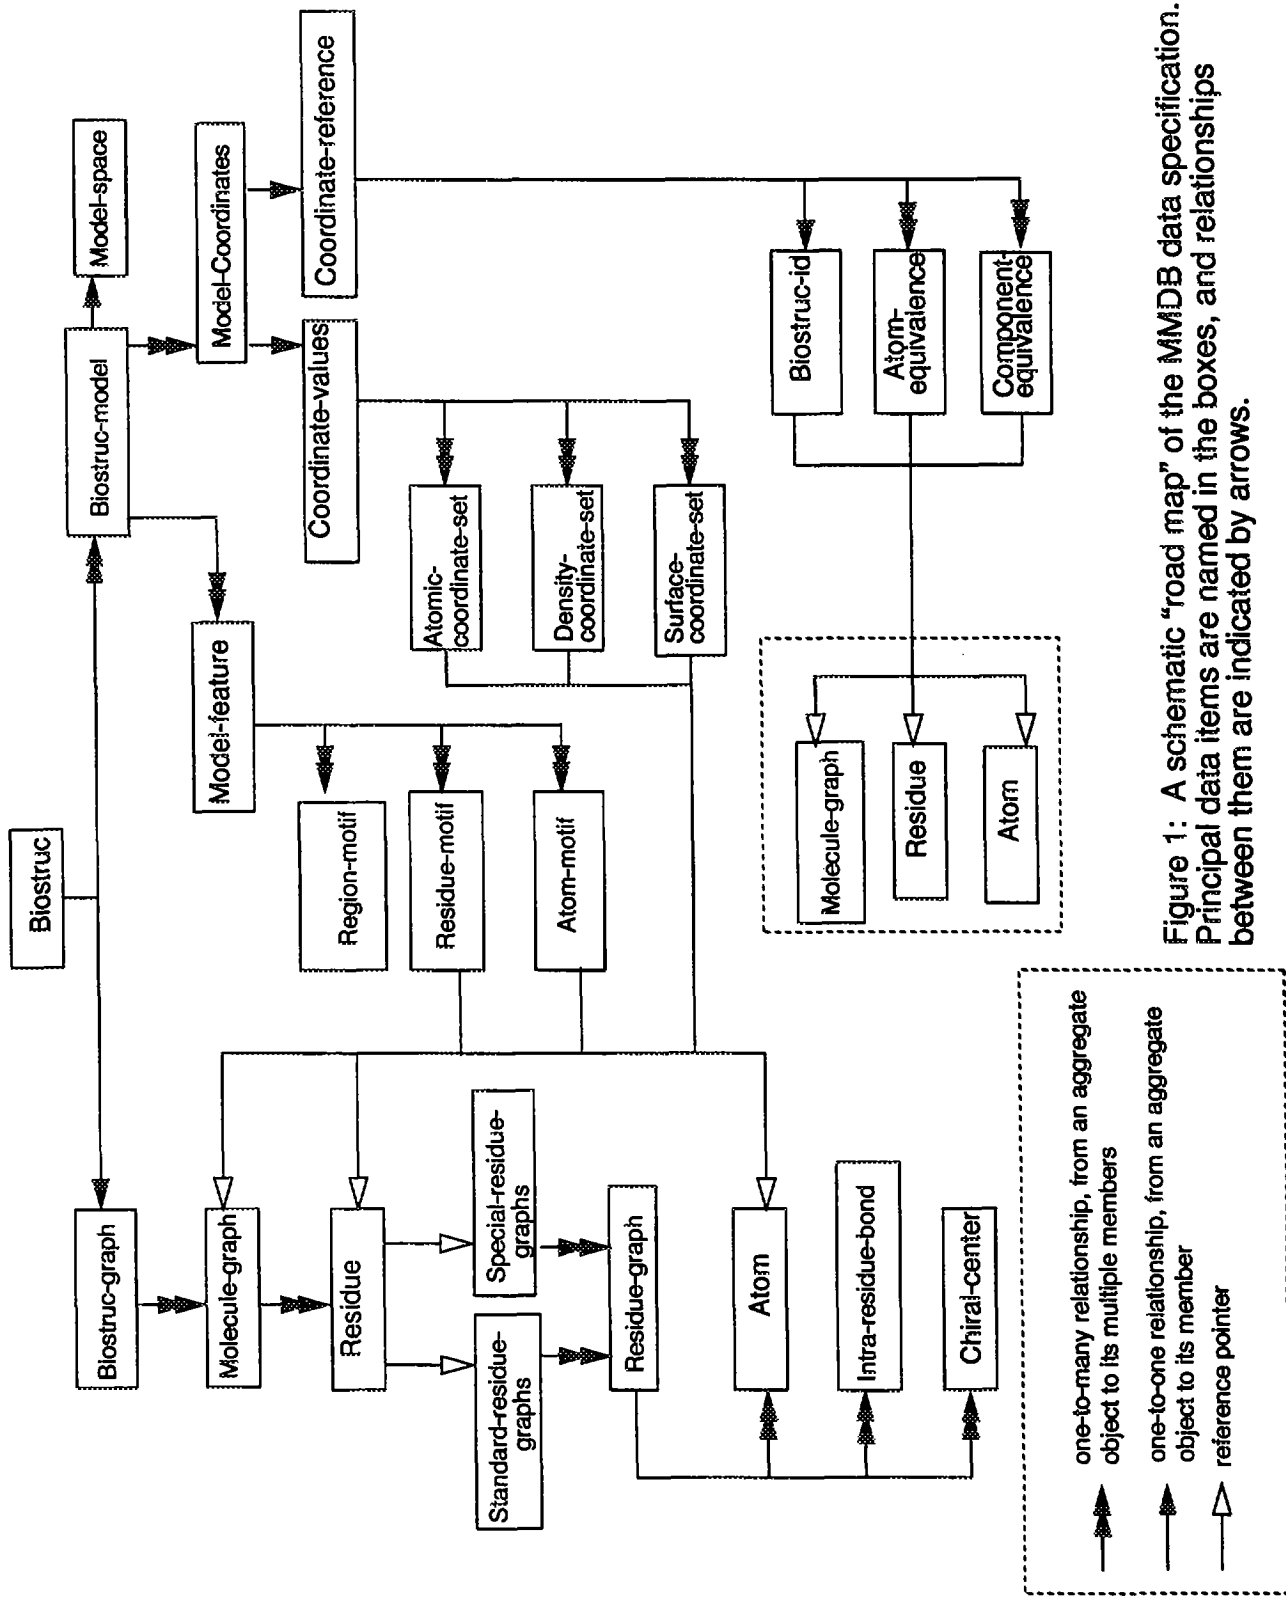 Biostruc
Biostruc-graph
Biostruc-model
Model-space
Molecule-graph
Model-feature
Model-Coordinates
Residue
Region-motif
Coordinate-values
Coordinate-reference
Standard-residue-
graphs
Special-residue-
graphs
Residue-motif
Atomic-
coordinate-set
Residue-graph
Atom-motif
Density-
coordinate-set
Surface-
coordinate-set
Atom
Biostruc-id
Intra-residue-bond
Molecule-graph
Atom-
equivalence
Chiral-center
Residue
Component-
equivalence
Atom
one-to-many relationship, from an aggregate
object to its multiple members
one-to-one relationship, from an aggregate
object to its member
reference pointer
Figure 1: A schematic “road map” of the MMDB data specification.
Principal data items are named in the boxes, and relationships
between them are indicated by arrows.